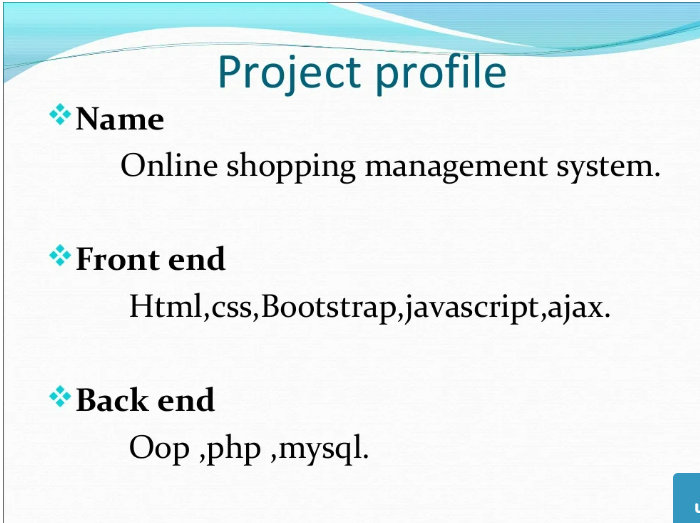 Project profile
Name
Online shopping management system.
Front end
Html,css,Bootstrap,javascript,ajax.
Back end
Oop ,php ,mysql.